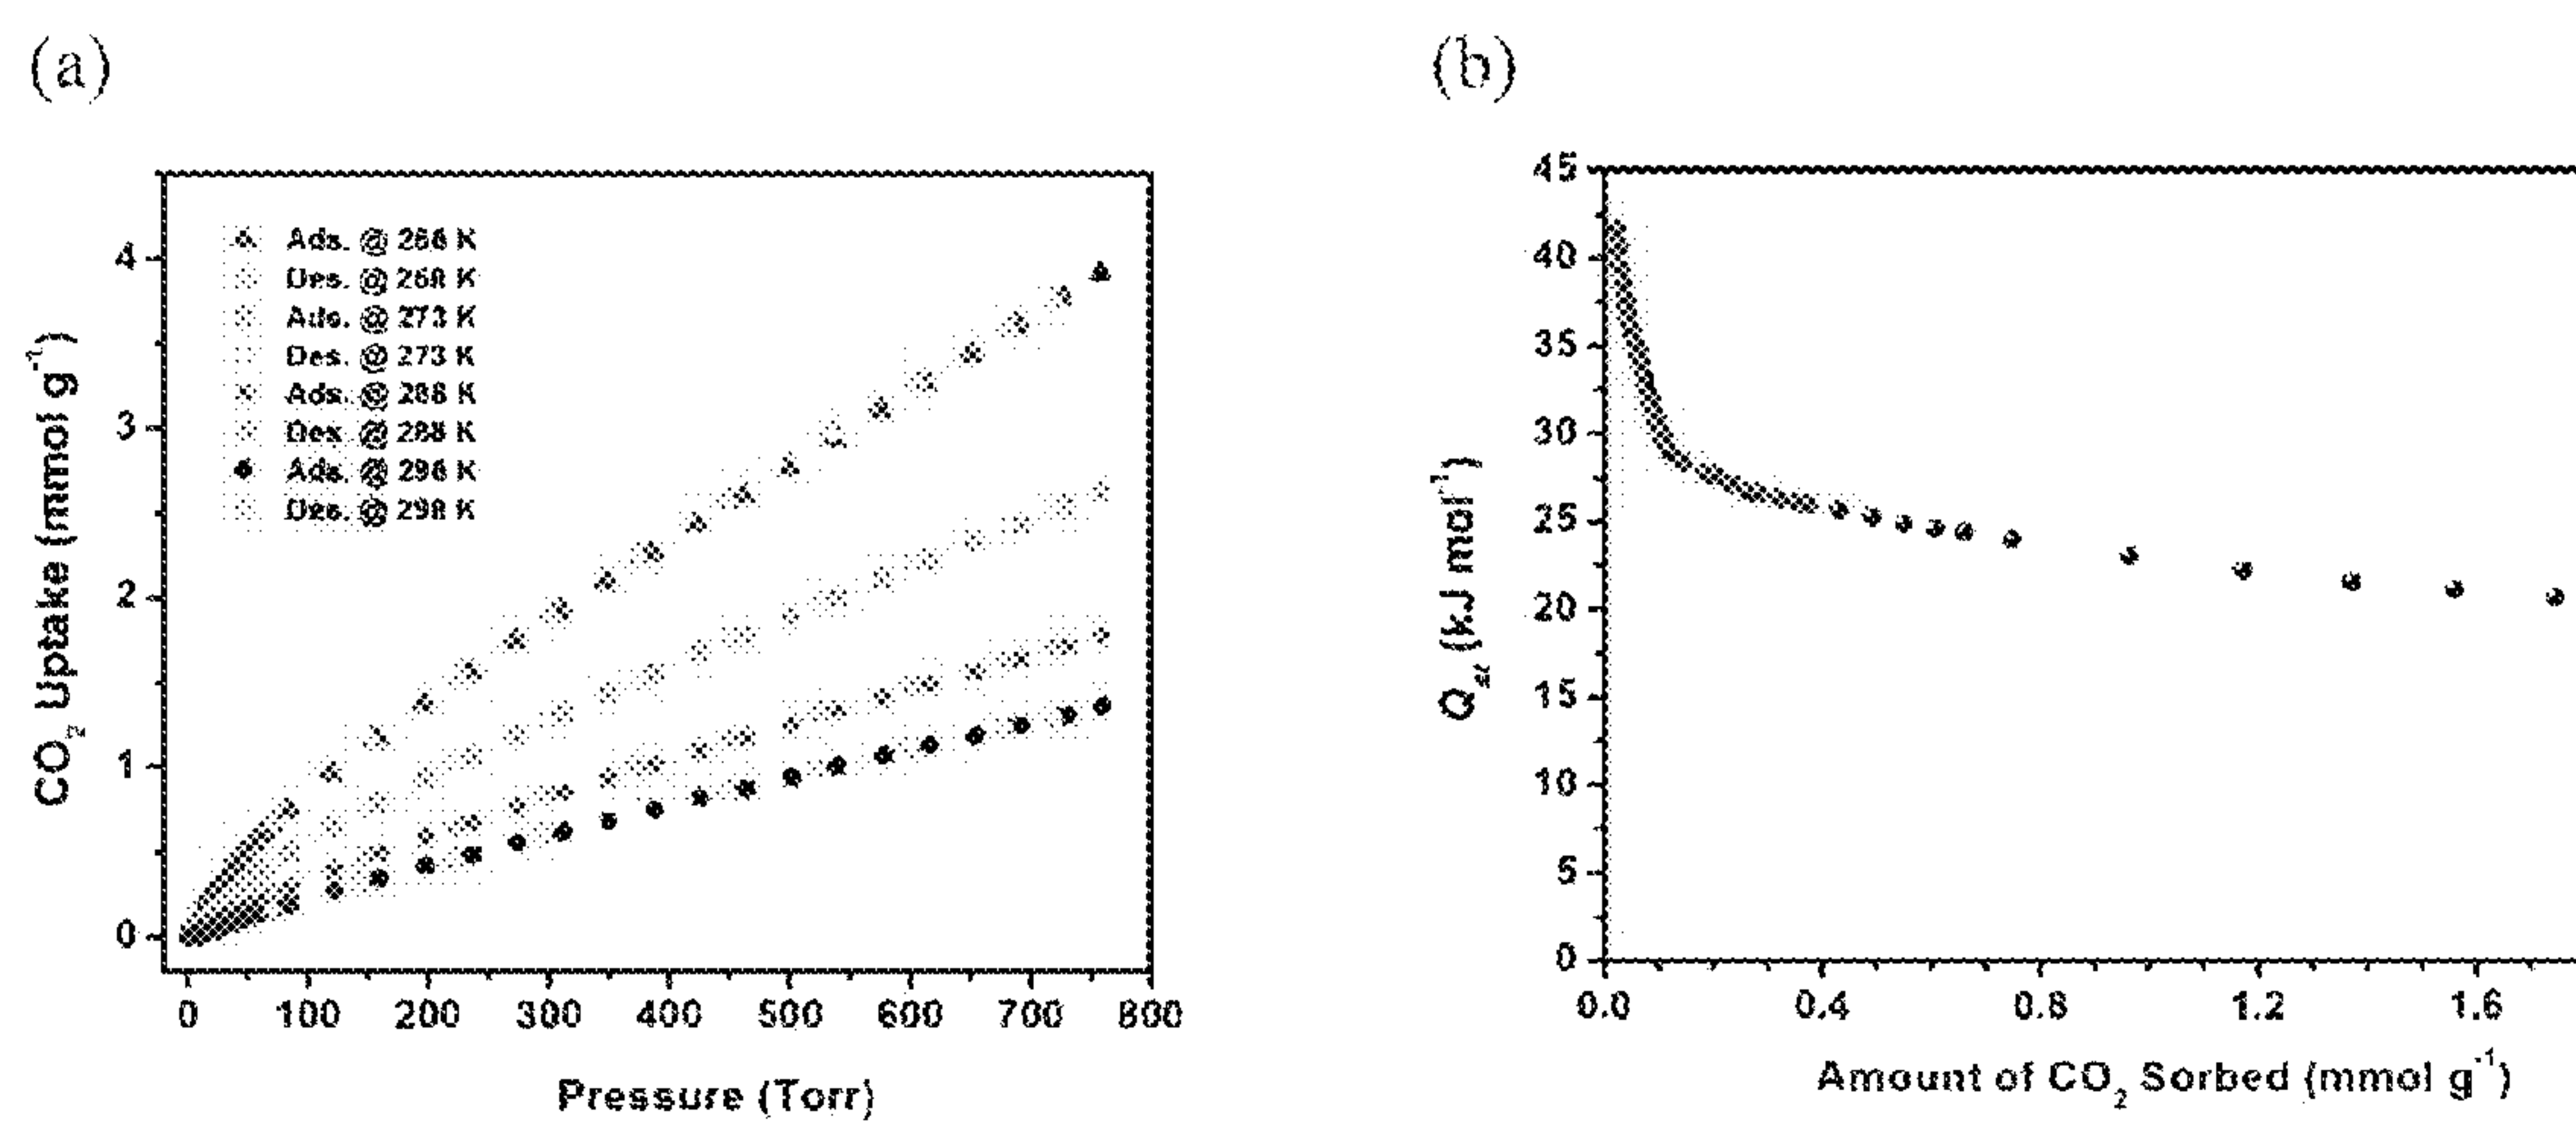 (a)
(b)
CO2 Uptake (mmol g-1)
4
3
2
1
0
Ads. @ 268 K
Des. @ 268 K
Ads. @ 273 K
Des. @ 273 K
Ads. @ 288 K
Des @ 288 K
Ads. @ 298 K
Des. @ 298 K
0 100 200 300 400 500 600 700 800
Pressure (Torr)
Qst (kJ mol-1)
45
40
35
30
25
20
15
10
5
0
0.0 0.4 0.8 1.2 1.6
Amount of CO2 Sorbed (mmol g-1)